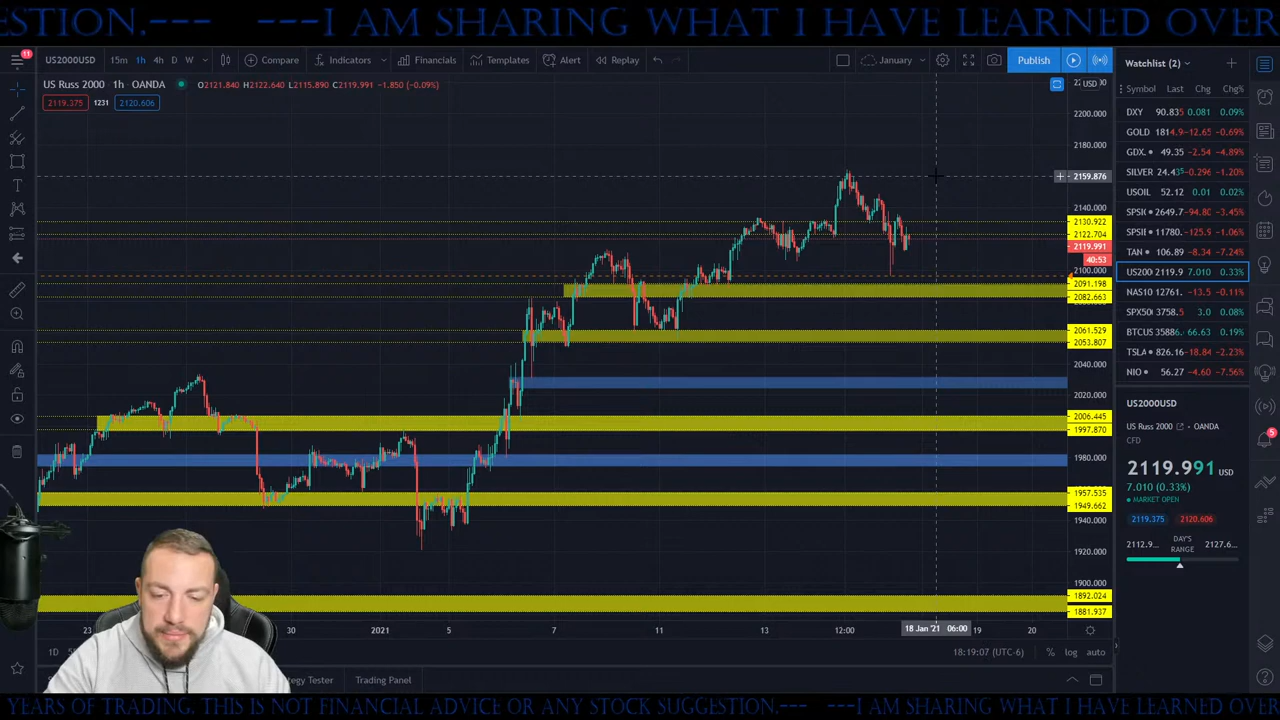 ESTION.--- ---I AM SHARING WHAT I HAVE LEARNED OVER
11
US2000USD 15m 1h 4h D W Compare Indicators Financials Templates Alert Replay January Publish
US Russ 2000 · 1h · OANDA O2121.840 H2122.640 L2115.890 C2119.991 -1.850 (-0.09%)
2119.375 1231 2120.606
USD
2200.000
2180.000
2159.876
2140.000
2130.922
2122.704
2119.991
40:53
2100.000
2091.198
2082.663
2061.529
2053.807
2040.000
2020.000
2006.445
1997.870
1980.000
1957.535
1949.662
1940.000
1920.000
1900.000
1892.024
1881.937
23 30 2021 5 7 11 13 12:00 18 Jan '21 06:00 19 20
1D 18:19:07 (UTC-6) % log auto
tegy Tester Trading Panel
Watchlist (2)
Symbol Last Chg Chg%
DXY 90.835 0.081 0.09%
GOLD 1814.9 -12.65 -0.69%
GDX. 49.35 -2.54 -4.89%
SILVER 24.435 -0.296 -1.20%
USOIL 52.12 0.01 0.02%
SPSI 2649.7 -94.80 -3.45%
SPSI 11780. -125.9 -1.06%
TAN 106.89 -8.34 -7.24%
US200 2119.9 7.010 0.33%
NAS10 12761. -13.5 -0.11%
SPX50 3758.5 3.0 0.08%
BTCUS 3588 66.63 0.19%
TSLA 826.16 -18.84 -2.23%
NIO 56.27 -4.60 -7.56%
US2000USD
US Russ 2000 · OANDA
CFD
2119.991 USD
7.010 (0.33%)
MARKET OPEN
2119.375 2120.606
2112.9... DAY'S RANGE 2127.6...
5
YEARS OF TRADING. THIS IS NOT FINANCIAL ADVICE OR ANY STOCK SUGGESTION.--- ---I AM SHARING WHAT I HAVE LEARNED OVER